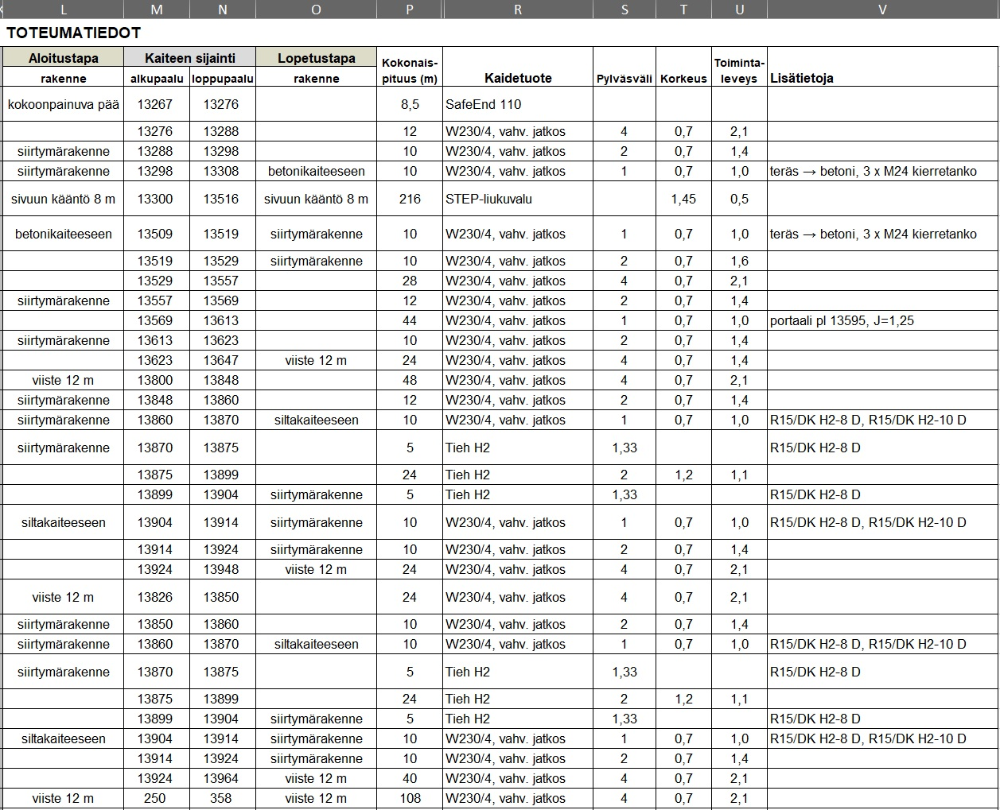 L M N O P R S T U V
TOTEUMATIEDOT
Aloitustapa Kaiteen sijainti Lopetustapa Kokonais- Toiminta-
rakenne alkupaalu loppupaalu rakenne pituus (m) Kaidetuote Pylväsväli Korkeus leveys Lisätietoja
kokoonpainuva pää 13267 13276 8,5 SafeEnd 110
13276 13288 12 W230/4, vahv. jatkos 4 0,7 2,1
siirtymärakenne 13288 13298 10 W230/4, vahv. jatkos 2 0,7 1,4
siirtymärakenne 13298 13308 betonikaiteeseen 10 W230/4, vahv. jatkos 1 0,7 1,0 teräs → betoni, 3 x M24 kierretanko
sivuun kääntö 8 m 13300 13516 sivuun kääntö 8 m 216 STEP-liukuvalu 1,45 0,5
betonikaiteeseen 13509 13519 siirtymärakenne 10 W230/4, vahv. jatkos 1 0,7 1,0 teräs → betoni, 3 x M24 kierretanko
13519 13529 siirtymärakenne 10 W230/4, vahv. jatkos 2 0,7 1,6
13529 13557 28 W230/4, vahv. jatkos 4 0,7 2,1
siirtymärakenne 13557 13569 12 W230/4, vahv. jatkos 2 0,7 1,4
13569 13613 44 W230/4, vahv. jatkos 1 0,7 1,0 portaali pl 13595, J=1,25
siirtymärakenne 13613 13623 10 W230/4, vahv. jatkos 2 0,7 1,4
13623 13647 viiste 12 m 24 W230/4, vahv. jatkos 4 0,7 1,4
viiste 12 m 13800 13848 48 W230/4, vahv. jatkos 4 0,7 2,1
siirtymärakenne 13848 13860 12 W230/4, vahv. jatkos 2 0,7 1,4
siirtymärakenne 13860 13870 siltakaiteeseen 10 W230/4, vahv. jatkos 1 0,7 1,0 R15/DK H2-8 D, R15/DK H2-10 D
siirtymärakenne 13870 13875 5 Tieh H2 1,33 R15/DK H2-8 D
13875 13899 24 Tieh H2 2 1,2 1,1
13899 13904 siirtymärakenne 5 Tieh H2 1,33 R15/DK H2-8 D
siltakaiteeseen 13904 13914 siirtymärakenne 10 W230/4, vahv. jatkos 1 0,7 1,0 R15/DK H2-8 D, R15/DK H2-10 D
13914 13924 siirtymärakenne 10 W230/4, vahv. jatkos 2 0,7 1,4
13924 13948 viiste 12 m 24 W230/4, vahv. jatkos 4 0,7 2,1
viiste 12 m 13826 13850 24 W230/4, vahv. jatkos 4 0,7 2,1
siirtymärakenne 13850 13860 10 W230/4, vahv. jatkos 2 0,7 1,4
siirtymärakenne 13860 13870 siltakaiteeseen 10 W230/4, vahv. jatkos 1 0,7 1,0 R15/DK H2-8 D, R15/DK H2-10 D
siirtymärakenne 13870 13875 5 Tieh H2 1,33 R15/DK H2-8 D
13875 13899 24 Tieh H2 2 1,2 1,1
13899 13904 siirtymärakenne 5 Tieh H2 1,33 R15/DK H2-8 D
siltakaiteeseen 13904 13914 siirtymärakenne 10 W230/4, vahv. jatkos 1 0,7 1,0 R15/DK H2-8 D, R15/DK H2-10 D
13914 13924 siirtymärakenne 10 W230/4, vahv. jatkos 2 0,7 1,4
13924 13964 viiste 12 m 40 W230/4, vahv. jatkos 4 0,7 2,1
viiste 12 m 250 358 viiste 12 m 108 W230/4, vahv. jatkos 4 0,7 2,1